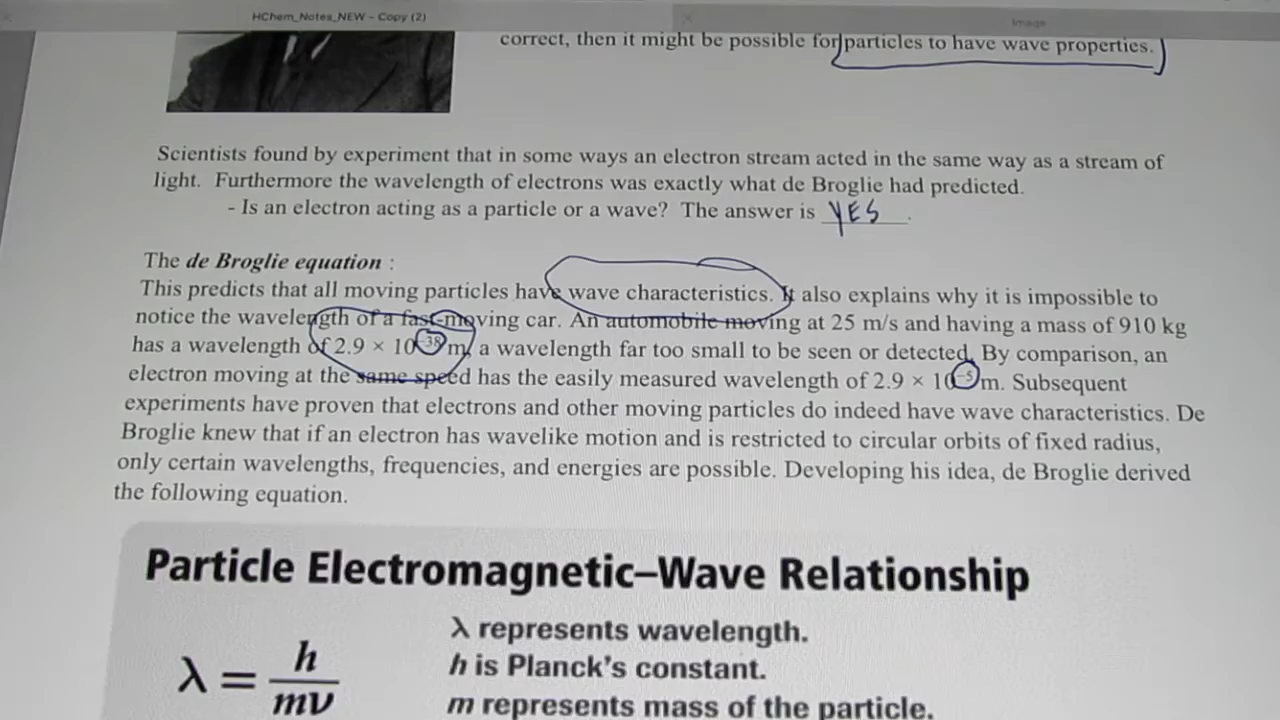 HChem_Notes_NEW - Copy (2)
Image
correct, then it might be possible for particles to have wave properties.
Scientists found by experiment that in some ways an electron stream acted in the same way as a stream of
light. Furthermore the wavelength of electrons was exactly what de Broglie had predicted.
- Is an electron acting as a particle or a wave? The answer is YES.
The de Broglie equation :
This predicts that all moving particles have wave characteristics. It also explains why it is impossible to
notice the wavelength of a fast-moving car. An automobile moving at 25 m/s and having a mass of 910 kg
has a wavelength of 2.9 × 10⁻³⁸ m, a wavelength far too small to be seen or detected. By comparison, an
electron moving at the same speed has the easily measured wavelength of 2.9 × 10⁻⁵ m. Subsequent
experiments have proven that electrons and other moving particles do indeed have wave characteristics. De
Broglie knew that if an electron has wavelike motion and is restricted to circular orbits of fixed radius,
only certain wavelengths, frequencies, and energies are possible. Developing his idea, de Broglie derived
the following equation.
Particle Electromagnetic–Wave Relationship
λ = h/mν
λ represents wavelength.
h is Planck's constant.
m represents mass of the particle.